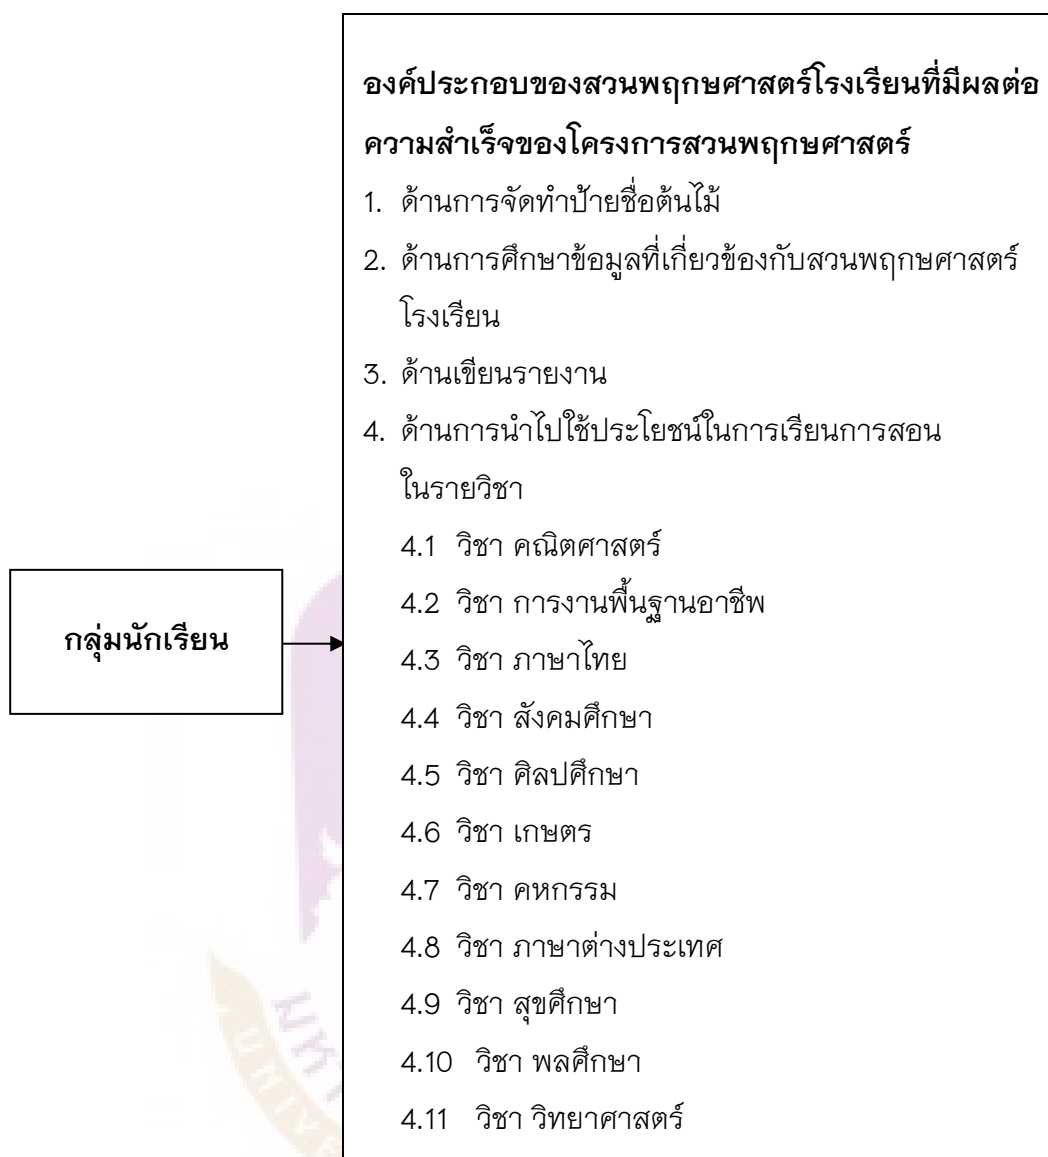 องค์ประกอบของสวนพฤกษศาสตร์โรงเรียนที่มีผลต่อ
ความสำเร็จของโครงการสวนพฤกษศาสตร์
1. ด้านการจัดทำป้ายชื่อต้นไม้
2. ด้านการศึกษาข้อมูลที่เกี่ยวข้องกับสวนพฤกษศาสตร์
โรงเรียน
3. ด้านเขียนรายงาน
4. ด้านการนำไปใช้ประโยชน์ในการเรียนการสอน
ในรายวิชา
4.1 วิชา คณิตศาสตร์
4.2 วิชา การงานพื้นฐานอาชีพ
4.3 วิชา ภาษาไทย
4.4 วิชา สังคมศึกษา
4.5 วิชา ศิลปศึกษา
4.6 วิชา เกษตร
4.7 วิชา คหกรรม
4.8 วิชา ภาษาต่างประเทศ
4.9 วิชา สุขศึกษา
4.10 วิชา พลศึกษา
4.11 วิชา วิทยาศาสตร์
กลุ่มนักเรียน